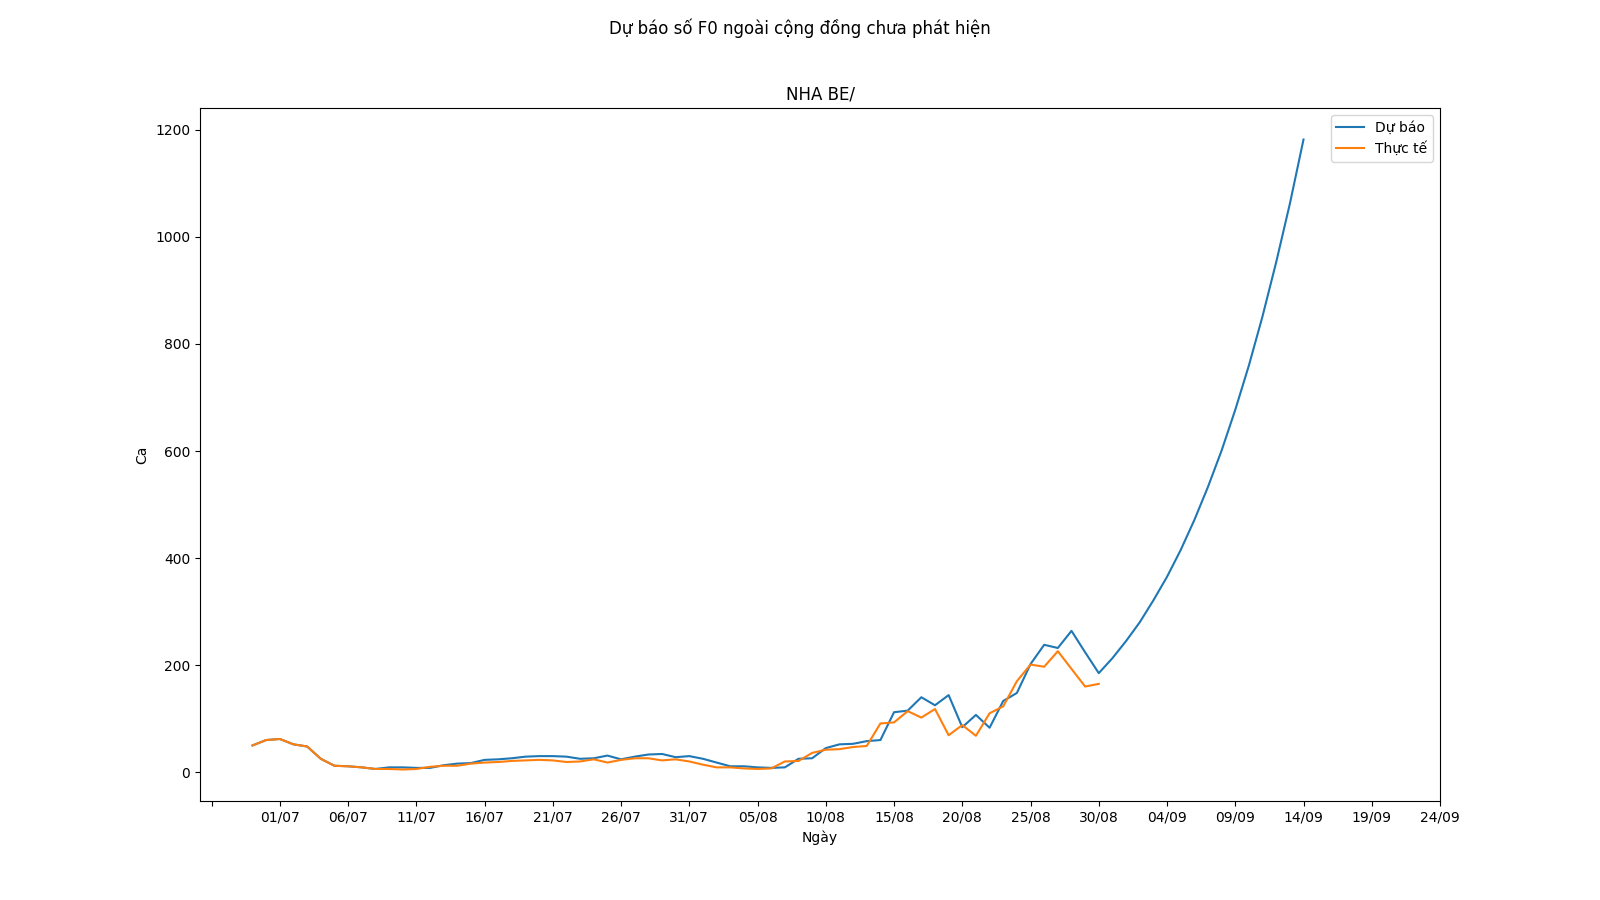 Dự báo số F0 ngoài cộng đồng chưa phát hiện
NHA BE/
Dự báo
Thực tế
1200
1000
800
600
400
200
0
Ca
01/07 06/07 11/07 16/07 21/07 26/07 31/07 05/08 10/08 15/08 20/08 25/08 30/08 04/09 09/09 14/09 19/09 24/09
Ngày